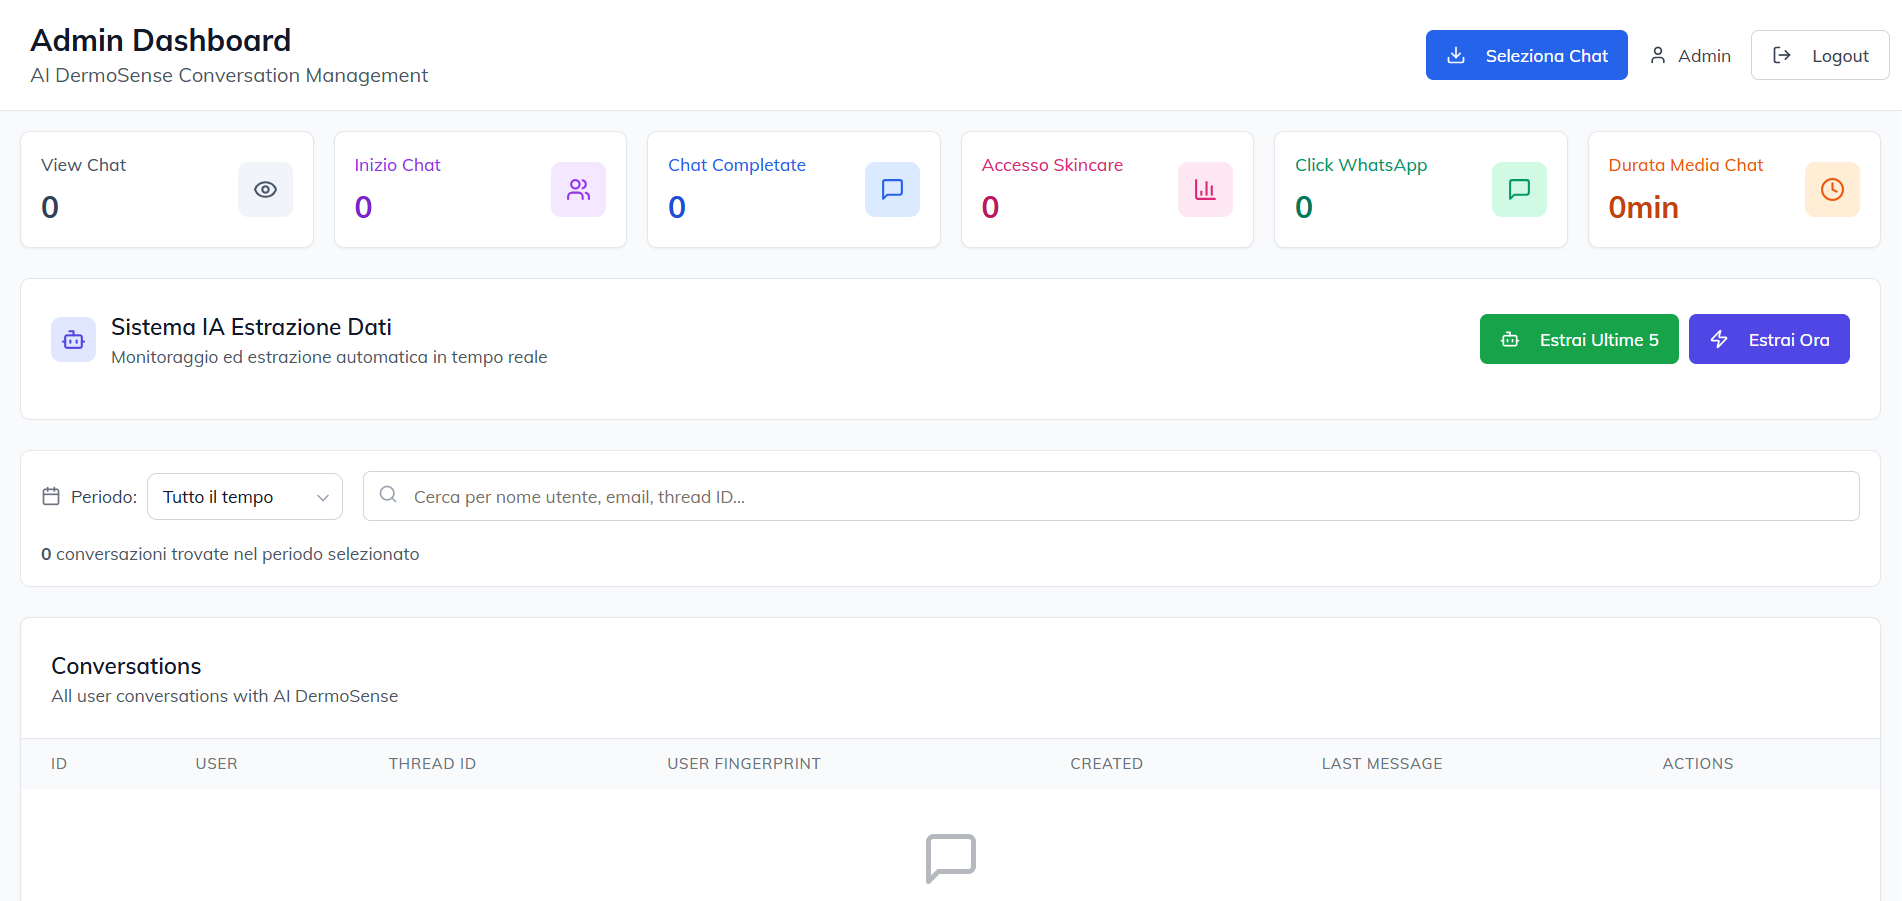 Admin Dashboard
AI DermoSense Conversation Management
Seleziona Chat
Admin
Logout
View Chat
0
Inizio Chat
0
Chat Completate
0
Accesso Skincare
0
Click WhatsApp
0
Durata Media Chat
0min
Sistema IA Estrazione Dati
Monitoraggio ed estrazione automatica in tempo reale
Estrai Ultime 5
Estrai Ora
Periodo:
Tutto il tempo
Cerca per nome utente, email, thread ID...
0 conversazioni trovate nel periodo selezionato
Conversations
All user conversations with AI DermoSense
ID USER THREAD ID USER FINGERPRINT CREATED LAST MESSAGE ACTIONS